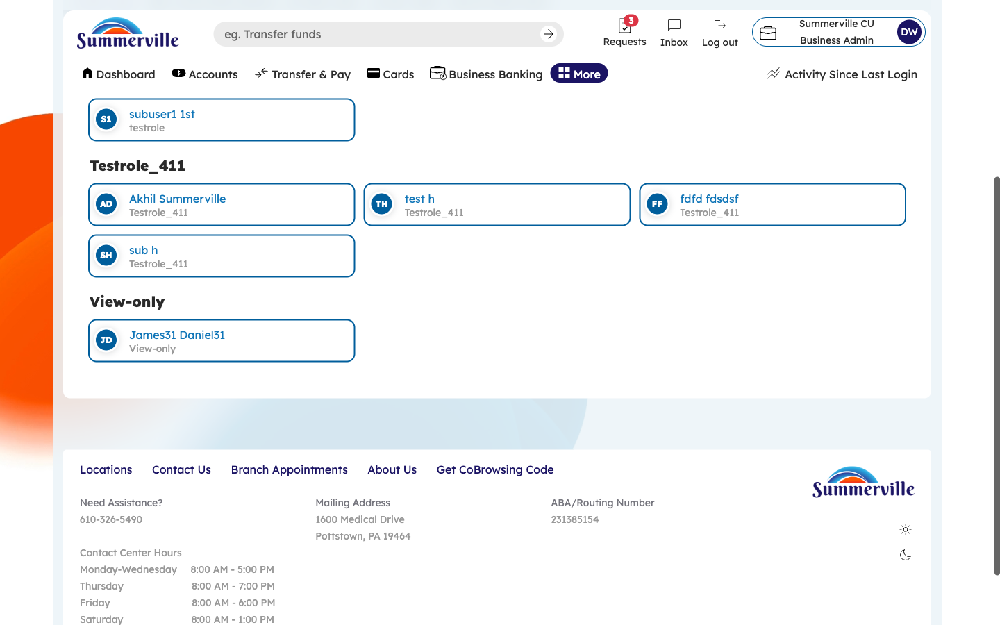 Summerville
eg. Transfer funds
3
Requests
Inbox
Log out
Summerville CU
Business Admin
DW
Dashboard
$
Accounts
Transfer & Pay
Cards
Business Banking
More
Activity Since Last Login
S1
subuser1 1st
testrole
Testrole_411
AD
Akhil Summerville
Testrole_411
TH
test h
Testrole_411
FF
fdfd fdsdsf
Testrole_411
SH
sub h
Testrole_411
View-only
JD
James31 Daniel31
View-only
Locations
Contact Us
Branch Appointments
About Us
Get CoBrowsing Code
Summerville
Need Assistance?
610-326-5490
Mailing Address
1600 Medical Drive
Pottstown, PA 19464
ABA/Routing Number
231385154
Contact Center Hours
Monday-Wednesday 8:00 AM - 5:00 PM
Thursday 8:00 AM - 7:00 PM
Friday 8:00 AM - 6:00 PM
Saturday 8:00 AM - 1:00 PM